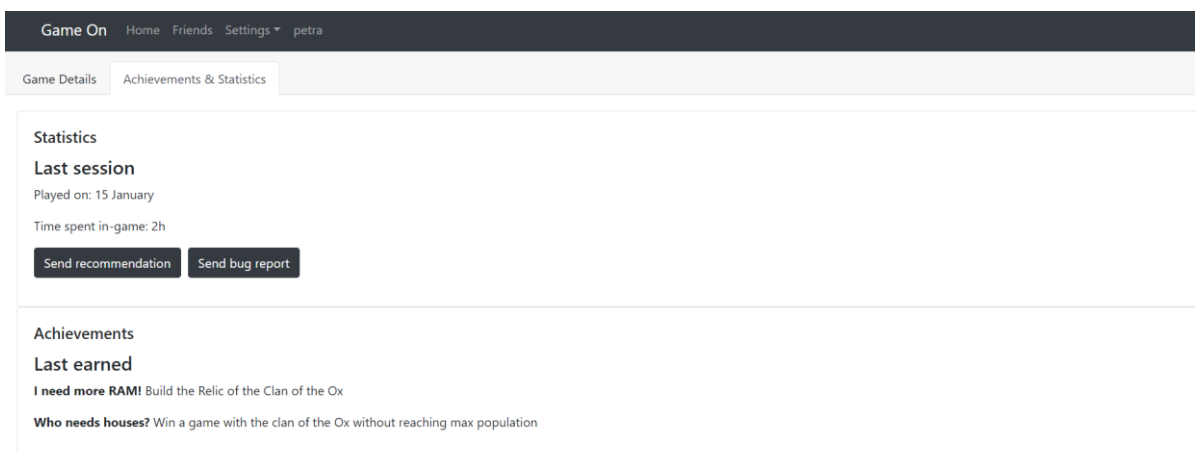 Game On Home Friends Settings petra
Game Details Achievements & Statistics
Statistics
Last session
Played on: 15 January
Time spent in-game: 2h
Send recommendation Send bug report
Achievements
Last earned
I need more RAM! Build the Relic of the Clan of the Ox
Who needs houses? Win a game with the clan of the Ox without reaching max population